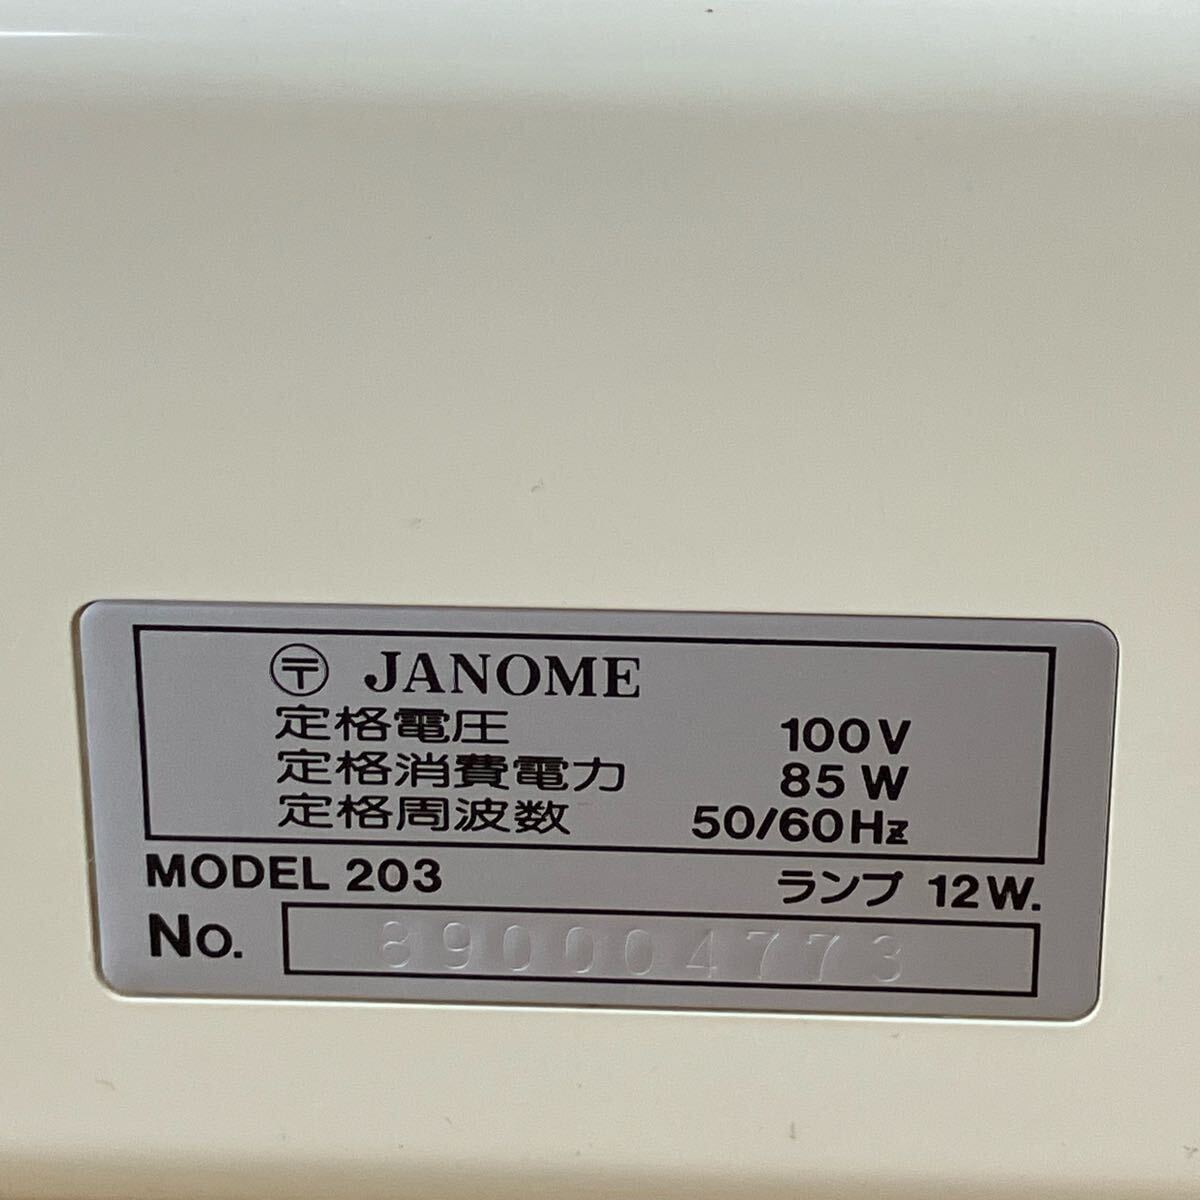 〶 JANOME
定格電圧 100V
定格消費電力 85W
定格周波数 50/60Hz
MODEL 203 ランプ 12W.
No. 890004773